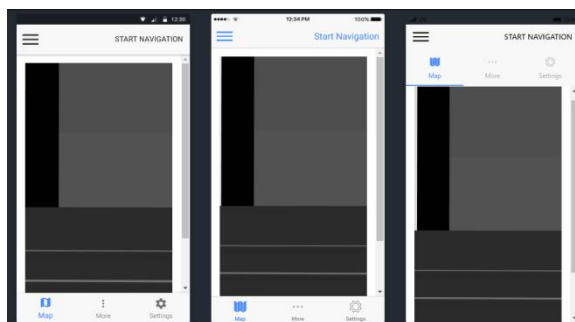 12:30
START NAVIGATION
Map
More
Settings
12:34 PM
100%
Start Navigation
Map
More
Settings
START NAVIGATION
Map
More
Settings